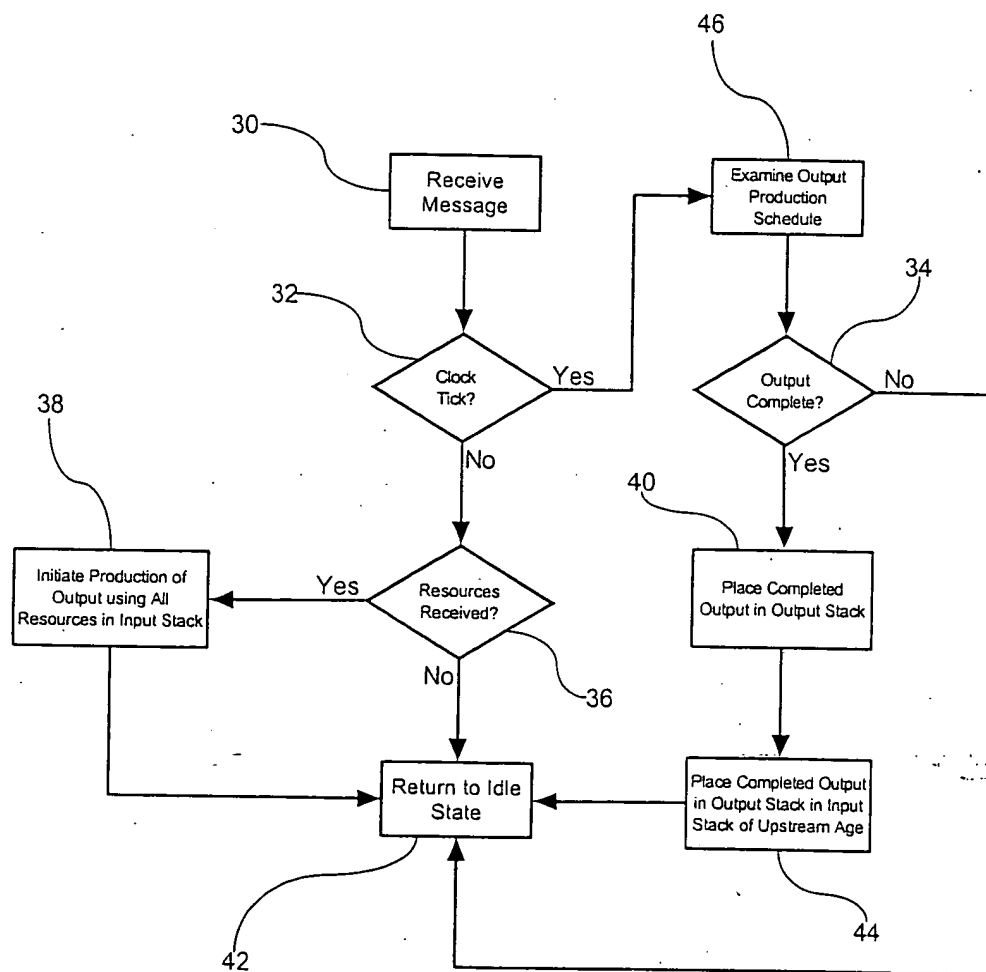 46
30
Receive
Message
Examine Output
Production
Schedule
32
34
Clock
Tick?
Yes
Output
Complete?
No
38
No
Yes
40
Initiate Production of
Output using All
Resources in Input Stack
Yes
Resources
Received?
Place Completed
Output in Output Stack
No
36
Return to Idle
State
Place Completed Output
in Output Stack in Input
Stack of Upstream Age
42
44